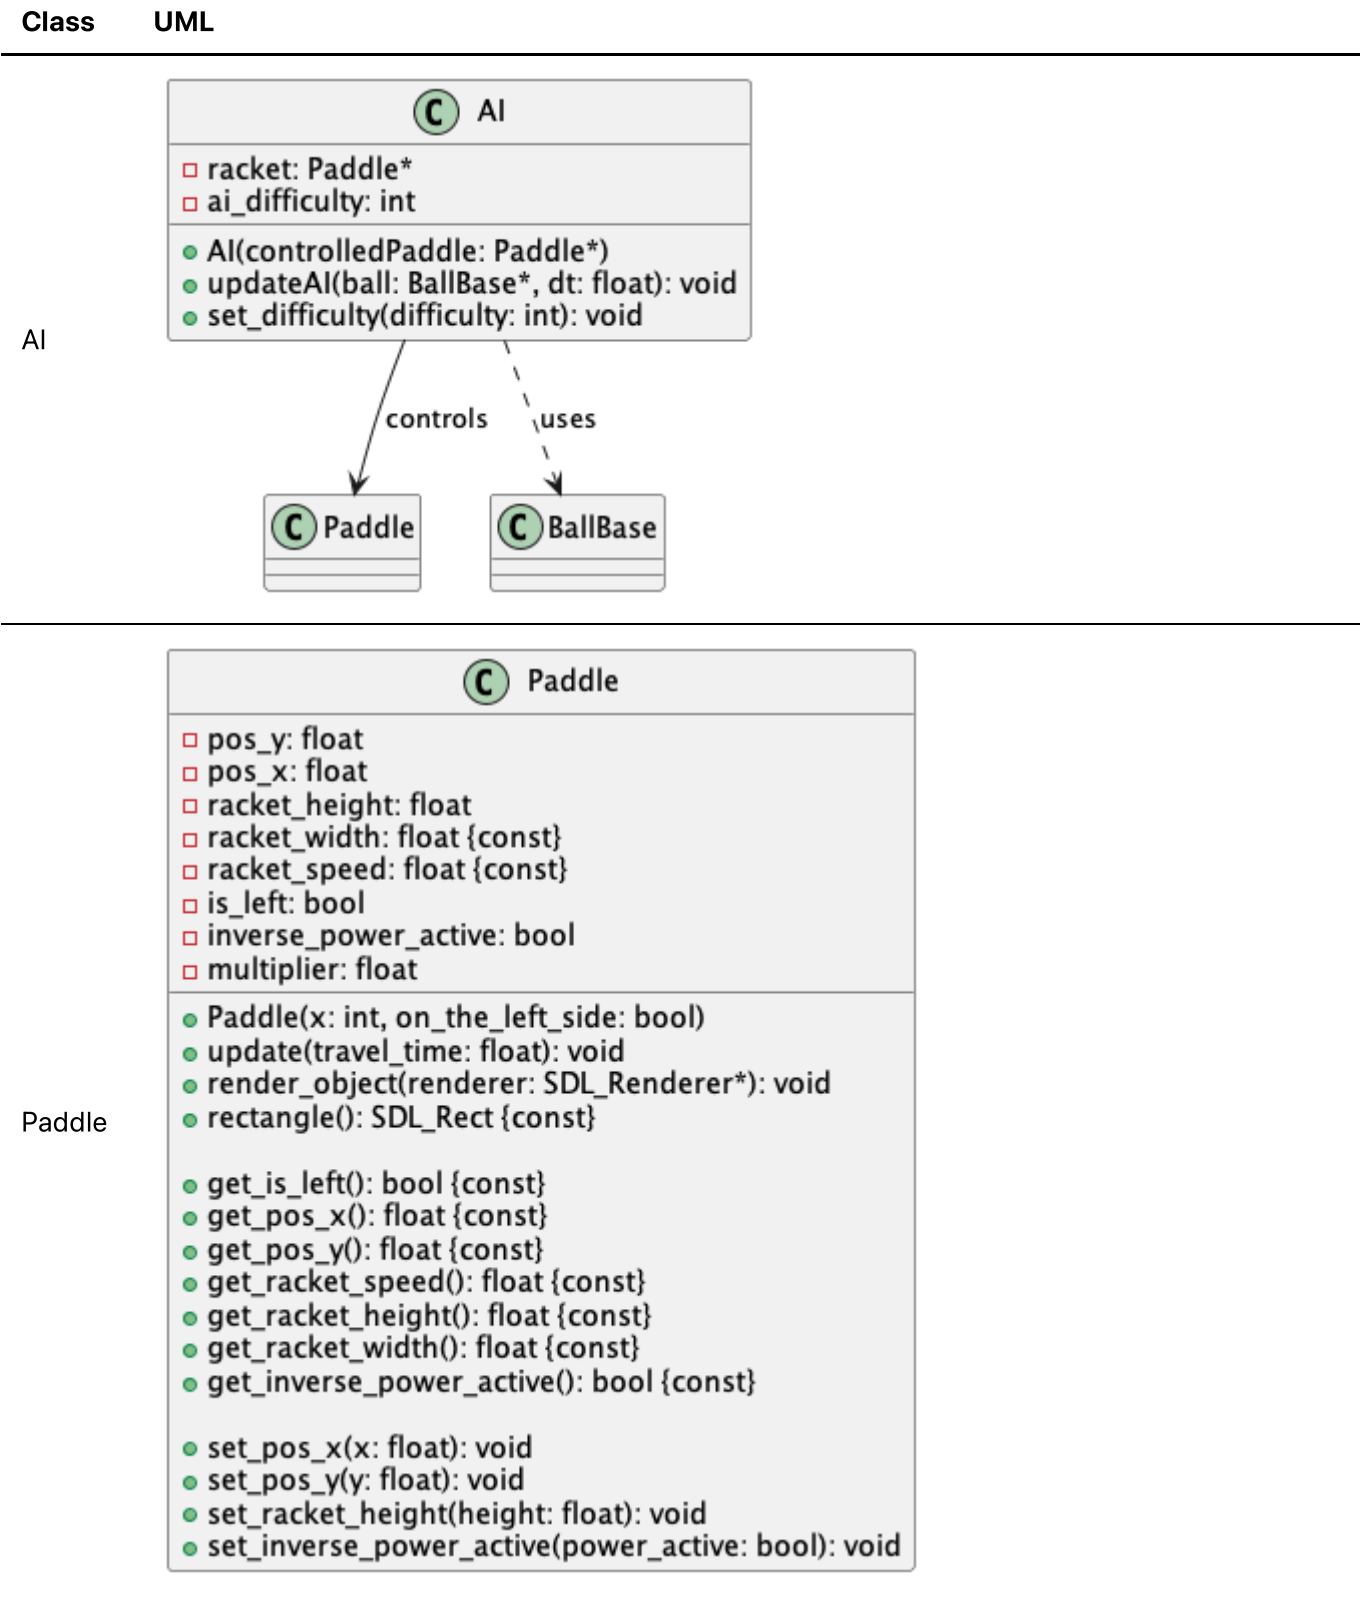 Class UML
C AI
racket: Paddle*
ai_difficulty: int
AI(controlledPaddle: Paddle*)
updateAI(ball: BallBase*, dt: float): void
set_difficulty(difficulty: int): void
AI
controls uses
C Paddle C BallBase
C Paddle
pos_y: float
pos_x: float
racket_height: float
racket_width: float {const}
racket_speed: float {const}
is_left: bool
inverse_power_active: bool
multiplier: float
Paddle(x: int, on_the_left_side: bool)
update(travel_time: float): void
render_object(renderer: SDL_Renderer*): void
rectangle(): SDL_Rect {const}
Paddle
get_is_left(): bool {const}
get_pos_x(): float {const}
get_pos_y(): float {const}
get_racket_speed(): float {const}
get_racket_height(): float {const}
get_racket_width(): float {const}
get_inverse_power_active(): bool {const}
set_pos_x(x: float): void
set_pos_y(y: float): void
set_racket_height(height: float): void
set_inverse_power_active(power_active: bool): void